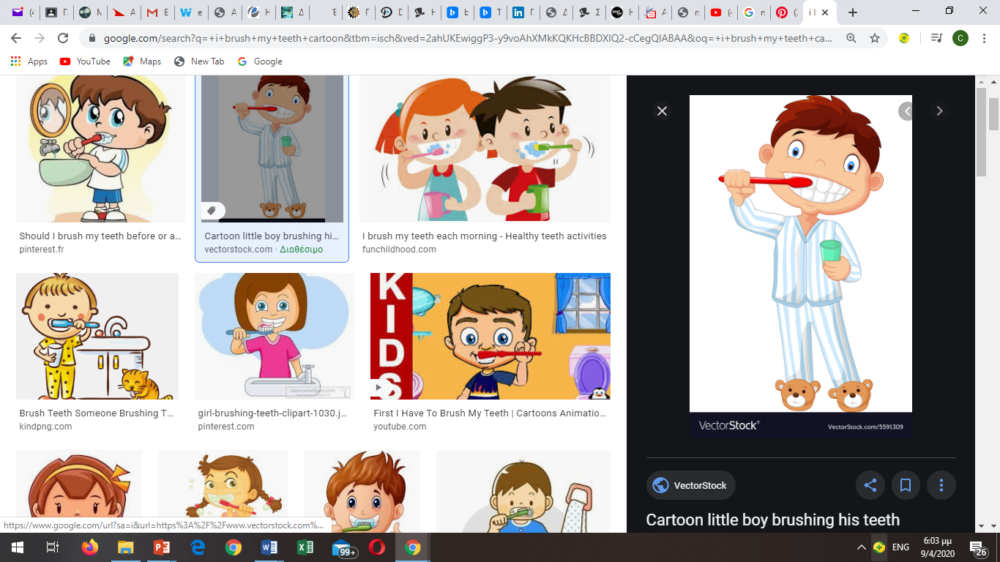 google.com/search?q=+i+brush+my+teeth+cartoon&tbm=isch&ved=2ahUKEwiggP3-y9voAhXMkKQKHcBBDXIQ2-cCegQIABAA&oq=+i+brush+my+teeth+ca...
C
Apps
YouTube
Maps
New Tab
Google
Should I brush my teeth before or a...
pinterest.fr
Cartoon little boy brushing hi...
vectorstock.com · Διαθέσιμο
I brush my teeth each morning - Healthy teeth activities
funchildhood.com
KIDS
Brush Teeth Someone Brushing T...
kindpng.com
girl-brushing-teeth-clipart-1030.j...
pinterest.com
First I Have To Brush My Teeth | Cartoons Animatio...
youtube.com
VectorStock®
VectorStock.com/5591309
VectorStock
Cartoon little boy brushing his teeth
https://www.google.com/url?sa=i&url=https%3A%2F%2Fwww.vectorstock.com%...
99+
ENG
6:03 μμ
9/4/2020
26